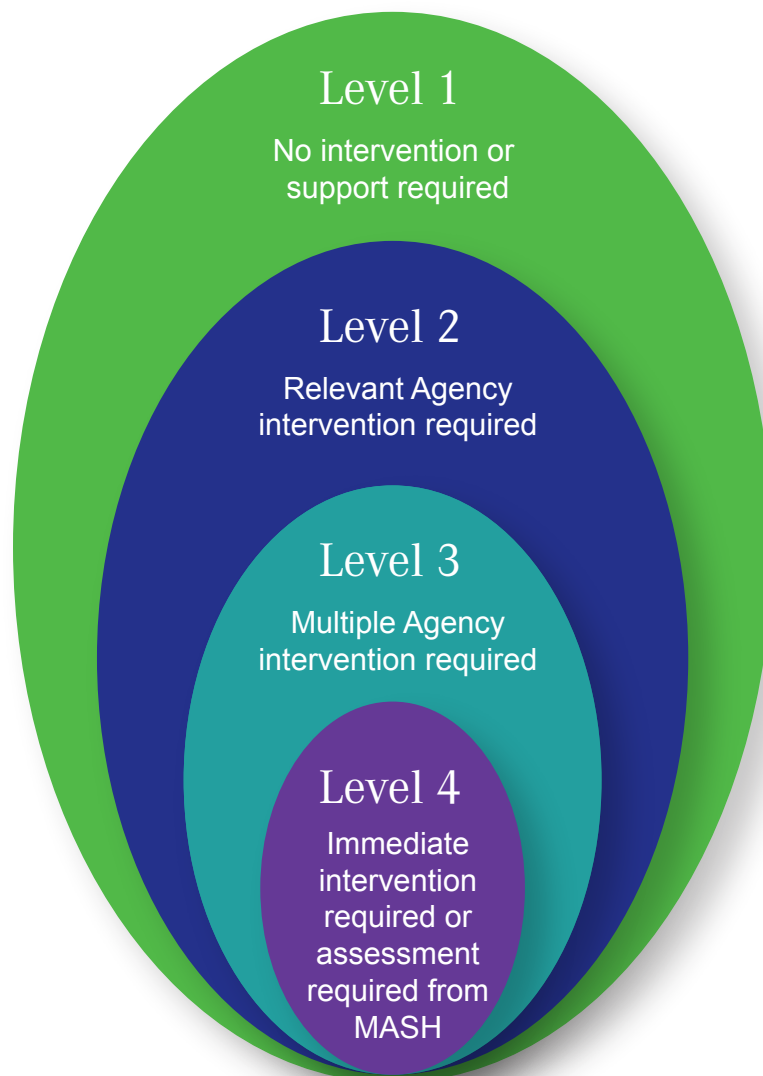 Level 1
No intervention or
support required
Level 2
Relevant Agency
intervention required
Level 3
Multiple Agency
intervention required
Level 4
Immediate
intervention
required or
assessment
required from
MASH